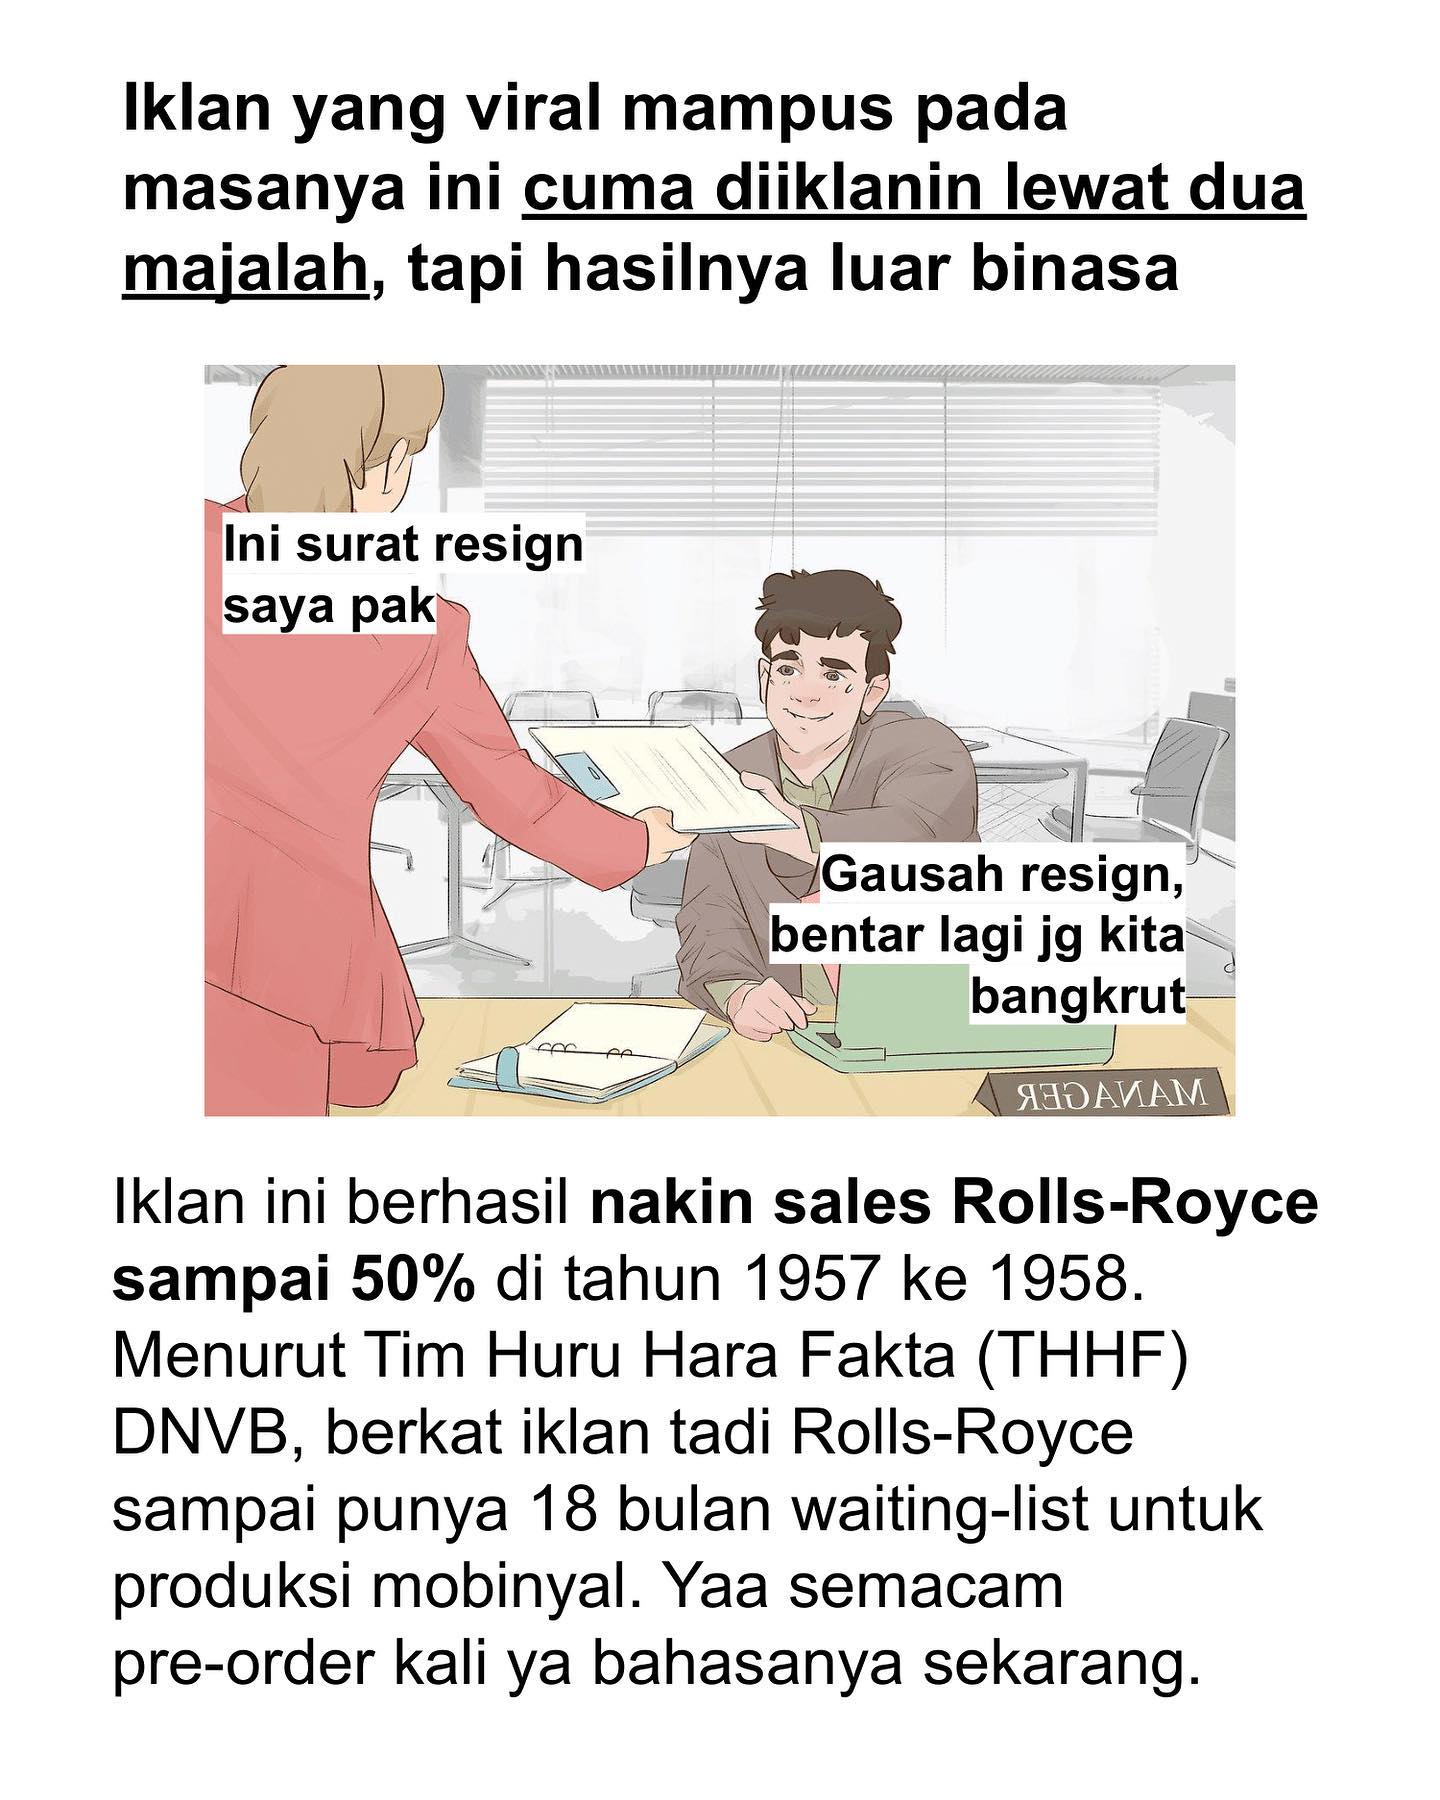 Iklan yang viral mampus pada
masanya ini cuma diiklanin lewat dua
majalah, tapi hasilnya luar binasa
Ini surat resign
saya pak
Gausah resign,
bentar lagi jg kita
bangkrut
MANAGER
Iklan ini berhasil nakin sales Rolls-Royce
sampai 50% di tahun 1957 ke 1958.
Menurut Tim Huru Hara Fakta (THHF)
DNVB, berkat iklan tadi Rolls-Royce
sampai punya 18 bulan waiting-list untuk
produksi mobinyal. Yaa semacam
pre-order kali ya bahasanya sekarang.